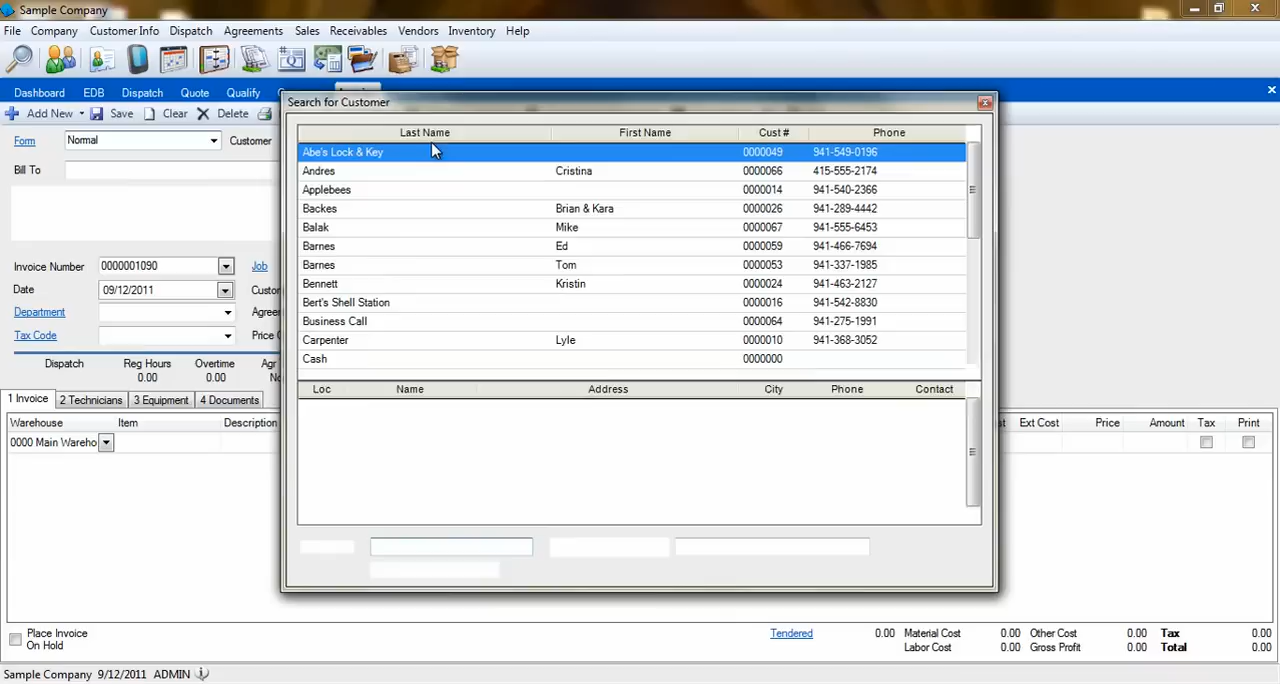 Sample Company
File Company Customer Info Dispatch Agreements Sales Receivables Vendors Inventory Help
Dashboard EDB Dispatch Quote Qualify
Add New Save Clear Delete
Search for Customer
Form Normal Customer
Bill To
Invoice Number 0000001090 Job
Date 09/12/2011
Department
Tax Code
Dispatch Reg Hours Overtime
0.00 0.00
1 Invoice 2 Technicians 3 Equipment 4 Documents
Warehouse Item Description
0000 Main Wareho
Last Name First Name Cust # Phone
Abe's Lock & Key 0000049 941-549-0196
Andres Cristina 0000066 415-555-2174
Applebees 0000014 941-540-2366
Backes Brian & Kara 0000026 941-289-4442
Balak Mike 0000067 941-555-6453
Barnes Ed 0000059 941-466-7694
Barnes Tom 0000053 941-337-1985
Bennett Kristin 0000024 941-463-2127
Bert's Shell Station 0000016 941-542-8830
Business Call 0000064 941-275-1991
Carpenter Lyle 0000010 941-368-3052
Cash 0000000
Loc Name Address City Phone Contact
Ext Cost Price Amount Tax Print
Place Invoice
On Hold
Tendered 0.00 Material Cost 0.00 Other Cost 0.00 Tax 0.00
Labor Cost 0.00 Gross Profit 0.00 Total 0.00
Sample Company 9/12/2011 ADMIN